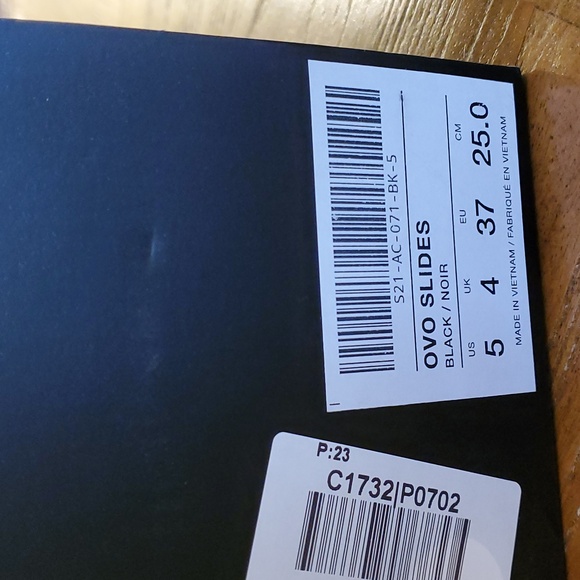 S21-AC-071-BK-5
OVO SLIDES
BLACK / NOIR
US UK EU CM
5 4 37 25.0
MADE IN VIETNAM / FABRIQUÉ EN VIETNAM
P:23
C1732|P0702